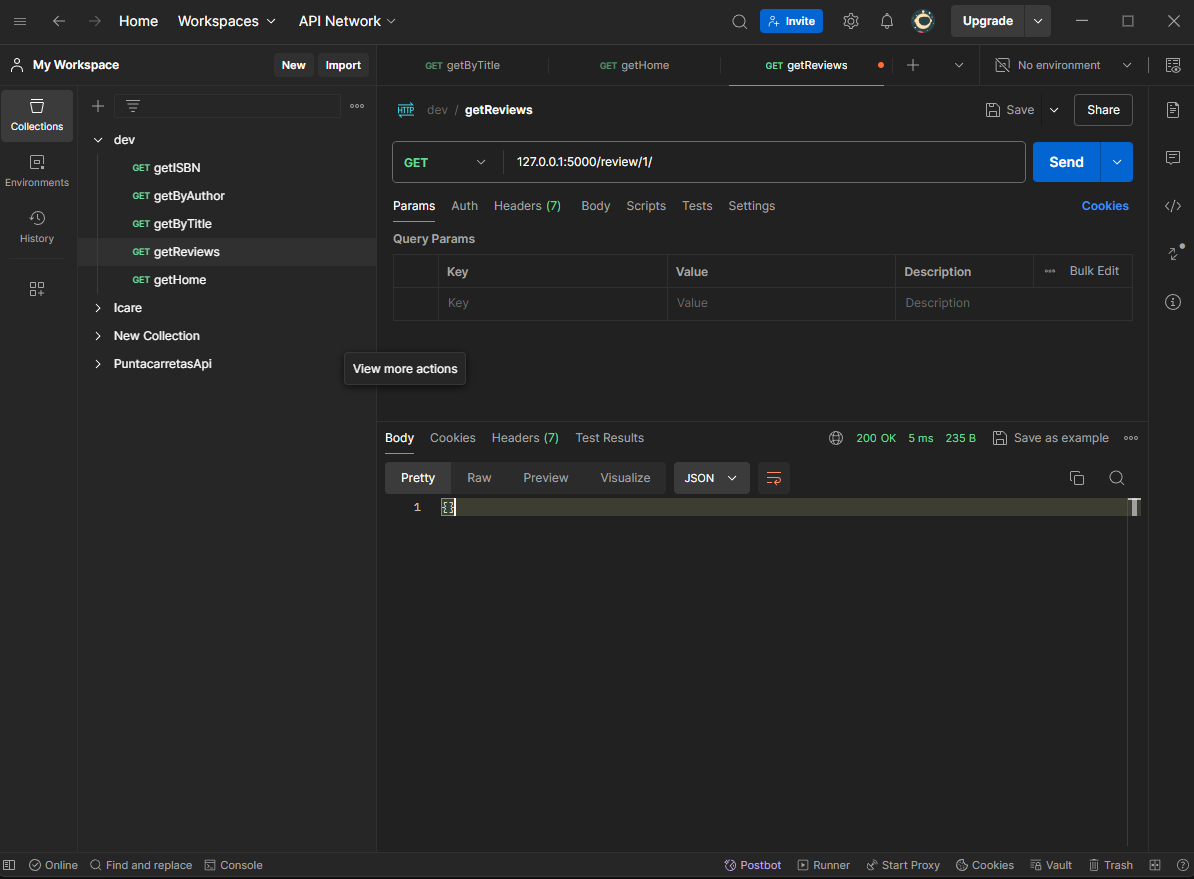 Home Workspaces API Network Invite Upgrade
My Workspace New Import GET getByTitle GET getHome GET getReviews No environment
Collections
Environments
History
dev
GET getISBN
GET getByAuthor
GET getByTitle
GET getReviews
GET getHome
Icare
New Collection
PuntacarretasApi
View more actions
HTTP dev / getReviews Save Share
GET 127.0.0.1:5000/review/1/ Send
Params Auth Headers (7) Body Scripts Tests Settings Cookies
Query Params
Key Value Description Bulk Edit
Key Value Description
Body Cookies Headers (7) Test Results 200 OK 5 ms 235 B Save as example
Pretty Raw Preview Visualize JSON
1 {}
Online Find and replace Console Postbot Runner Start Proxy Cookies Vault Trash